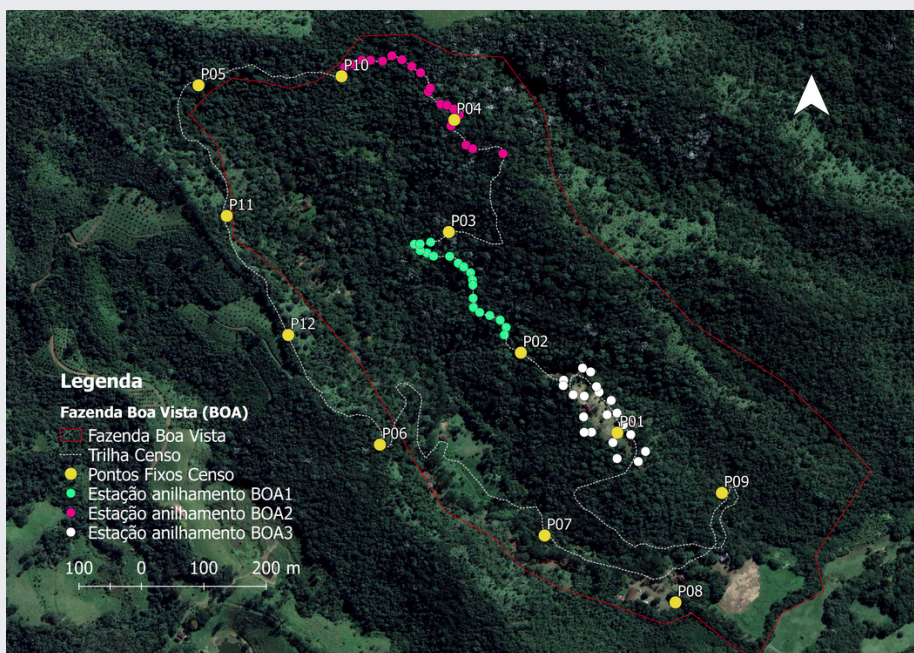 P05
P10
P04
P11
P03
P12
P02
P01
P06
P09
P07
P08
Legenda
Fazenda Boa Vista (BOA)
Fazenda Boa Vista
Trilha Censo
Pontos Fixos Censo
Estação anilhamento BOA1
Estação anilhamento BOA2
Estação anilhamento BOA3
100 0 100 200 m